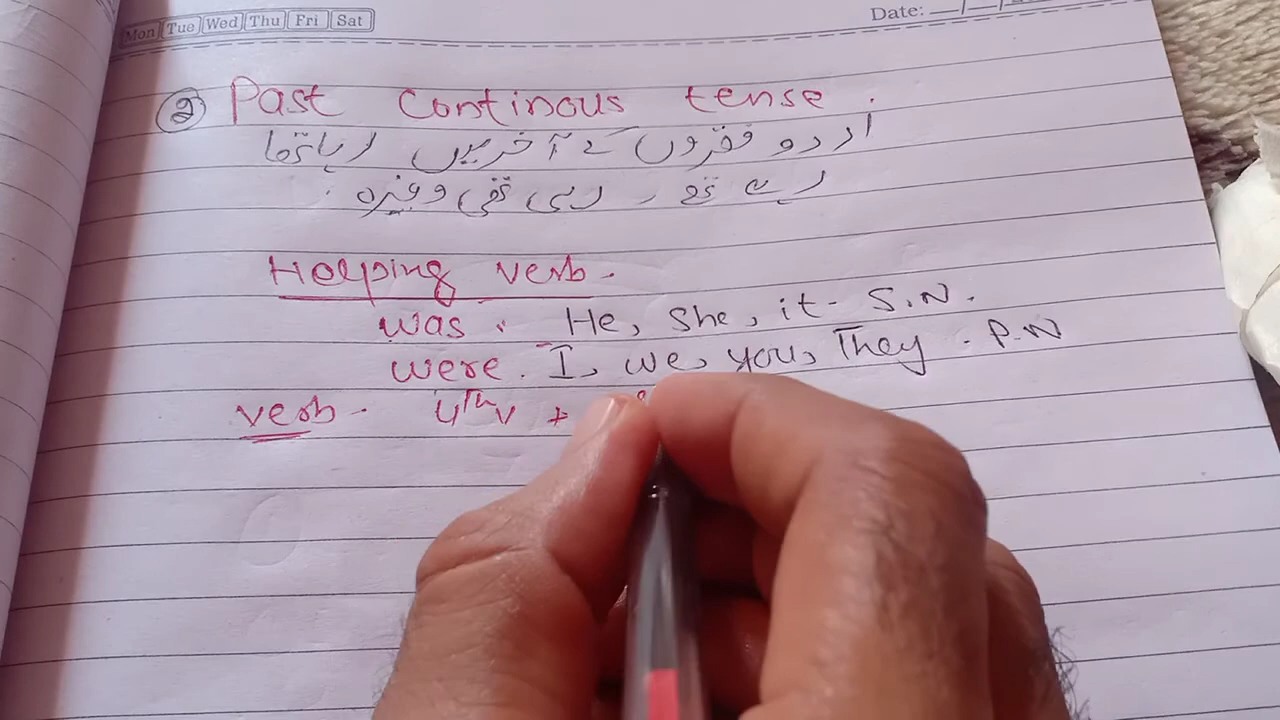 Mon Tue Wed Thu Fri Sat
Date:
2 Past Continous tense.
اردو فقروں کے آخر میں رہا تھا
رہے تھے ۔ رہی تھی وغیرہ .
Helping verb.
was. He, She, it - S.N.
were. I, we, you, They. P.N
verb. 4th v +